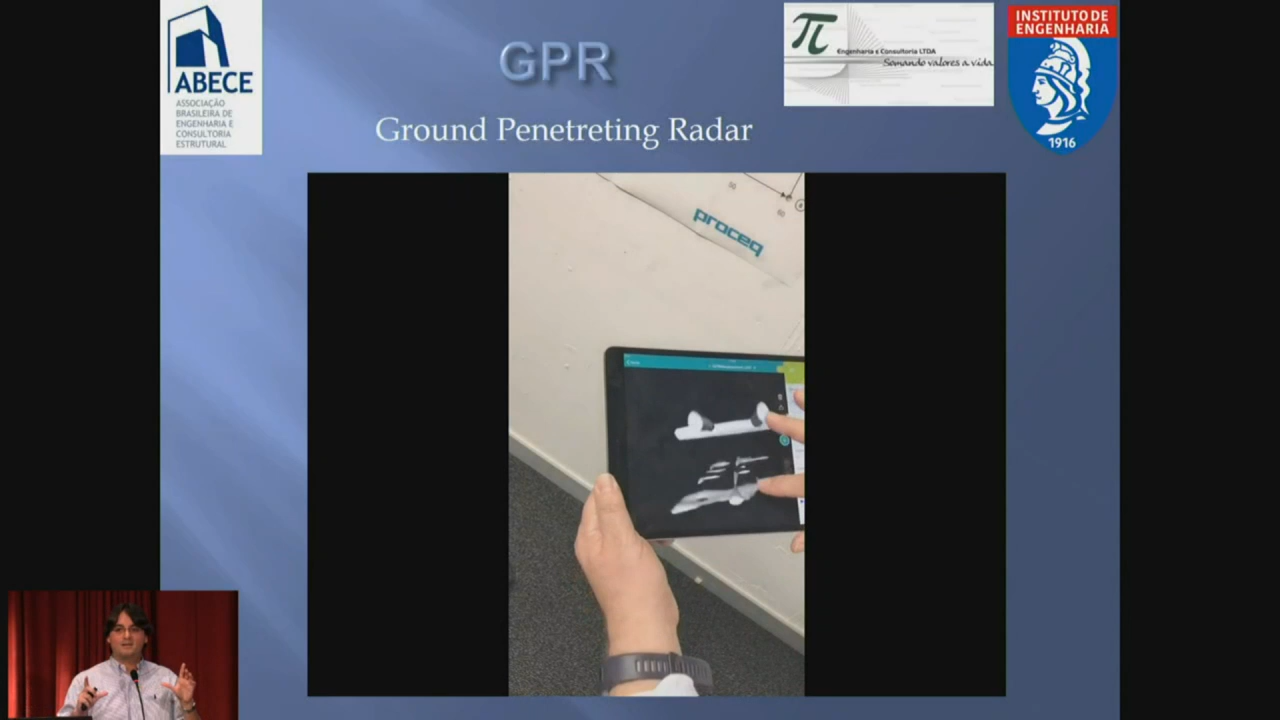 ABECE
ASSOCIAÇÃO
BRASILEIRA DE
ENGENHARIA E
CONSULTORIA
ESTRUTURAL
GPR
Ground Penetreting Radar
π
Engenharia e Consultoria LTDA
Somando valores a vida.
INSTITUTO DE
ENGENHARIA
1916
proceq